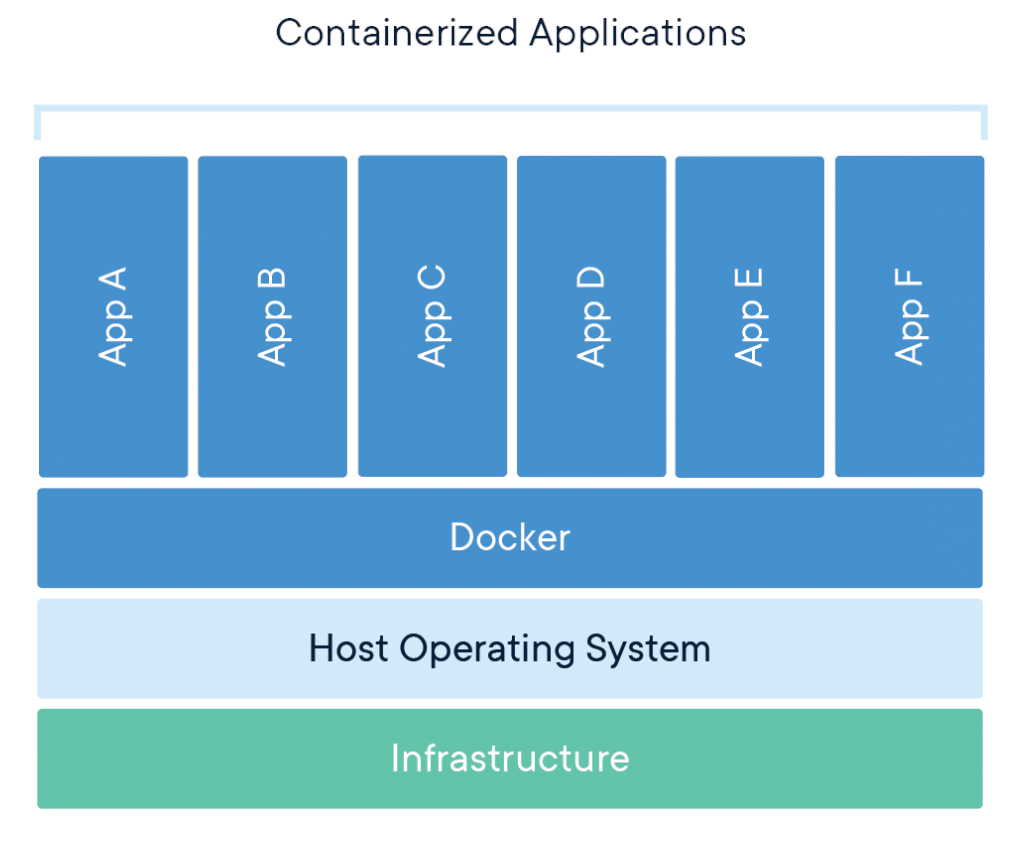 Containerized Applications
App A
App B
App C
App D
App E
App F
Docker
Host Operating System
Infrastructure